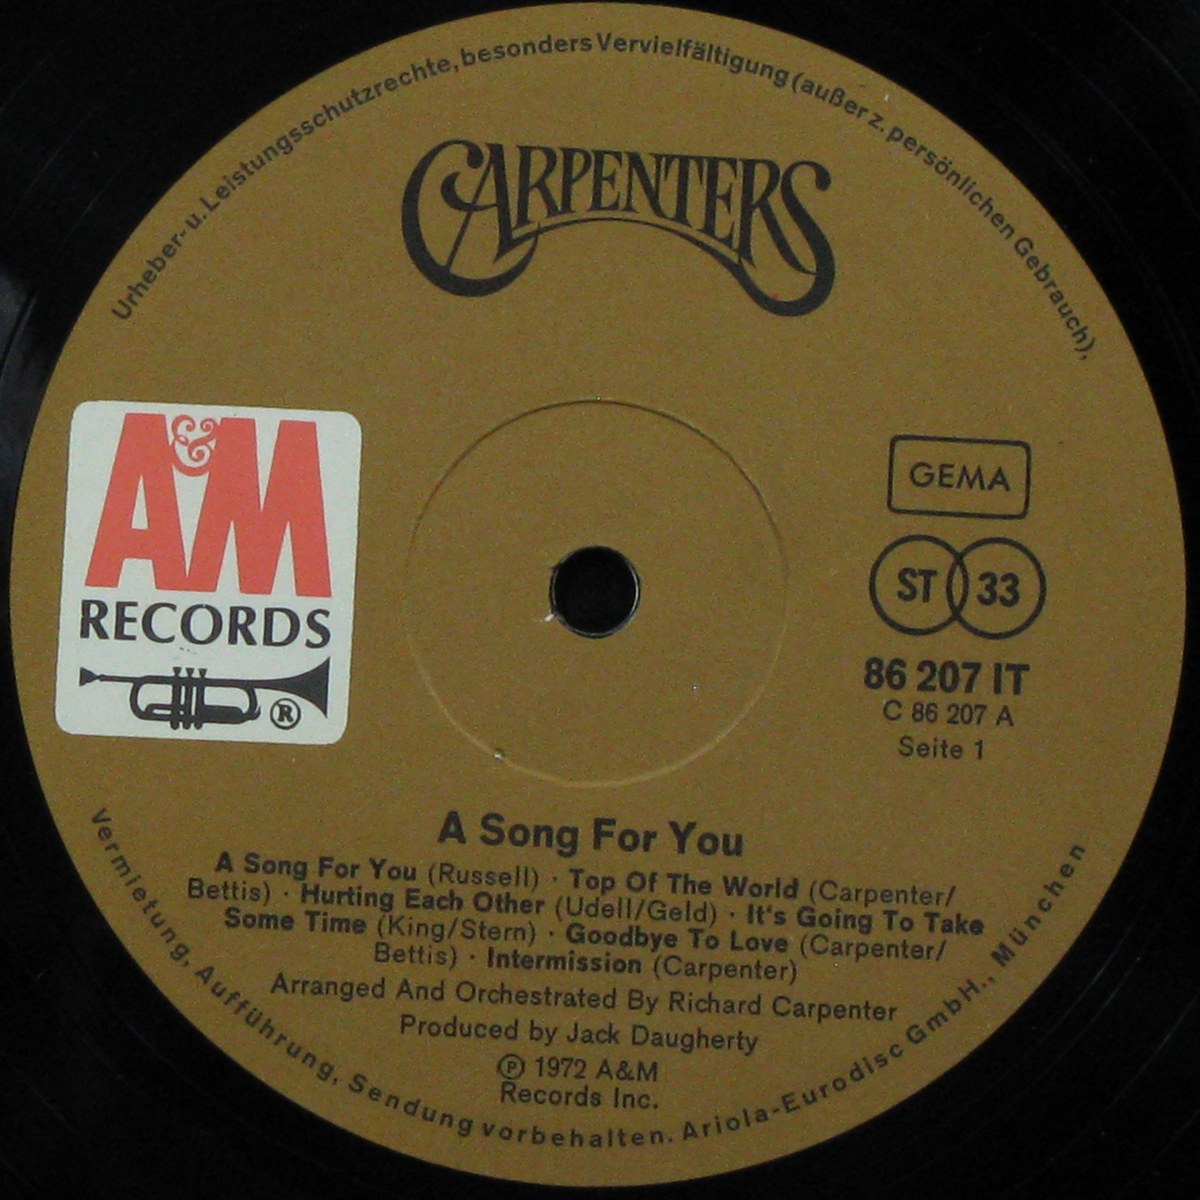 Urheber- u. Leistungsschutzrechte, besonders Vervielfältigung (außer z. persönlichen Gebrauch),
CARPENTERS
A&M
RECORDS
®
GEMA
ST 33
86 207 IT
C 86 207 A
Seite 1
A Song For You
A Song For You (Russell) · Top Of The World (Carpenter/
Bettis) · Hurting Each Other (Udell/Geld) · It's Going To Take
Some Time (King/Stern) · Goodbye To Love (Carpenter/
Bettis) · Intermission (Carpenter)
Arranged And Orchestrated By Richard Carpenter
Produced by Jack Daugherty
℗ 1972 A&M
Records Inc.
Vermietung, Aufführung, Sendung vorbehalten. Ariola-Eurodisc GmbH., München